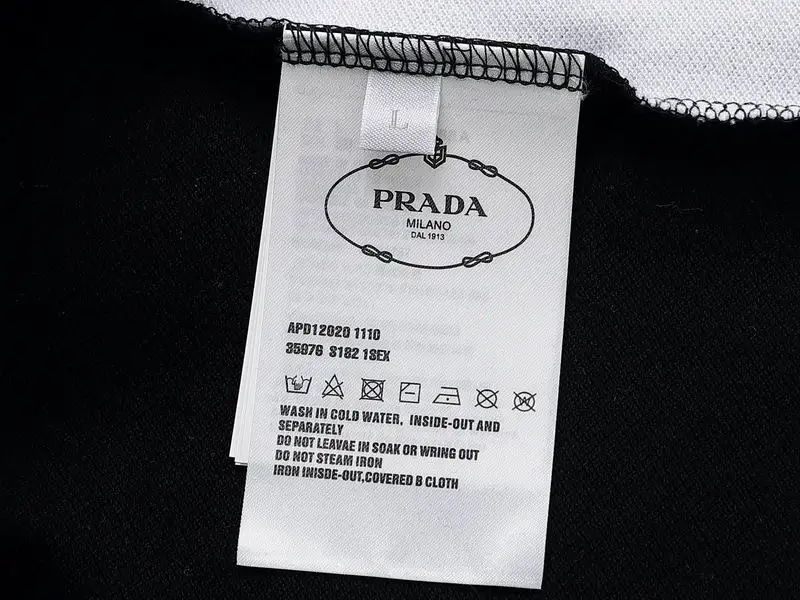 L
PRADA
MILANO
DAL 1913
APD12020 1110
35976 S182 1SEX
WASH IN COLD WATER, INSIDE-OUT AND
SEPARATELY
DO NOT LEAVAE IN SOAK OR WRING OUT
DO NOT STEAM IRON
IRON INISDE-OUT,COVERED B CLOTH